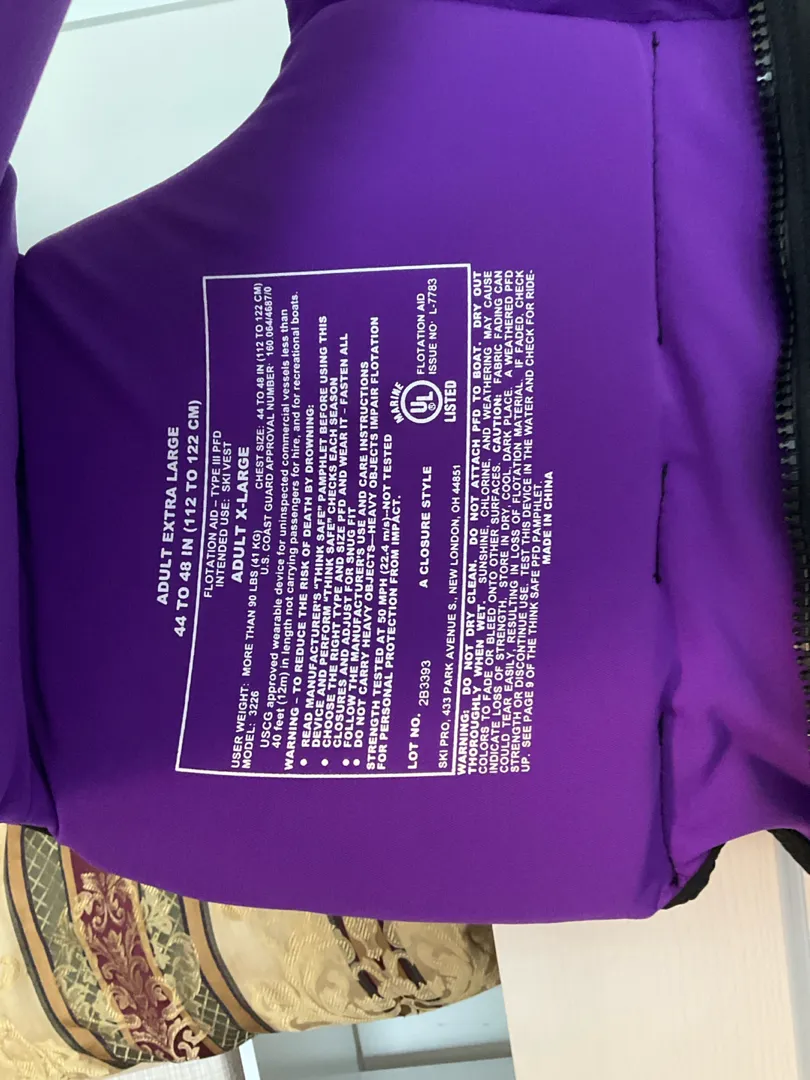 ADULT EXTRA LARGE
44 TO 48 IN (112 TO 122 CM)
FLOTATION AID – TYPE III PFD
INTENDED USE: SKI VEST
ADULT X-LARGE
USER WEIGHT: MORE THAN 90 LBS (41 KG) CHEST SIZE: 44 TO 48 IN (112 TO 122 CM)
MODEL: 3226 U.S. COAST GUARD APPROVAL NUMBER: 160.064/4687/0
USCG approved wearable device for uninspected commercial vessels less than
40 feet (12m) in length not carrying passengers for hire, and for recreational boats.
WARNING – TO REDUCE THE RISK OF DEATH BY DROWNING:
• READ MANUFACTURER'S "THINK SAFE" PAMPHLET BEFORE USING THIS
DEVICE AND PERFORM "THINK SAFE" CHECKS EACH SEASON
• CHOOSE THE RIGHT TYPE AND SIZE PFD AND WEAR IT – FASTEN ALL
CLOSURES AND ADJUST FOR SNUG FIT
• FOLLOW THE MANUFACTURER'S USE AND CARE INSTRUCTIONS
• DO NOT CARRY HEAVY OBJECTS—HEAVY OBJECTS IMPAIR FLOTATION
STRENGTH TESTED AT 50 MPH (22.4 m/s)–NOT TESTED
FOR PERSONAL PROTECTION FROM IMPACT.
MARINE
UL®
LISTED
FLOTATION AID
ISSUE NO: L-7783
LOT NO. 2B3393 A CLOSURE STYLE
SKI PRO, 433 PARK AVENUE S., NEW LONDON, OH 44851
WARNING: DO NOT DRY CLEAN. DO NOT ATTACH PFD TO BOAT. DRY OUT
THOROUGHLY WHEN WET. SUNSHINE, CHLORINE, AND WEATHERING MAY CAUSE
COLORS TO FADE OR BLEED ONTO OTHER SURFACES. CAUTION: FABRIC FADING CAN
INDICATE LOSS OF STRENGTH. STORE IN DRY, COOL, DARK PLACE. A WEATHERED PFD
COULD TEAR EASILY, RESULTING IN LOSS OF FLOTATION MATERIAL. IF FADED, CHECK
STRENGTH OR DISCONTINUE USE. TEST THIS DEVICE IN THE WATER AND CHECK FOR RIDE-
UP. SEE PAGE 9 OF THE THINK SAFE PFD PAMPHLET.
MADE IN CHINA